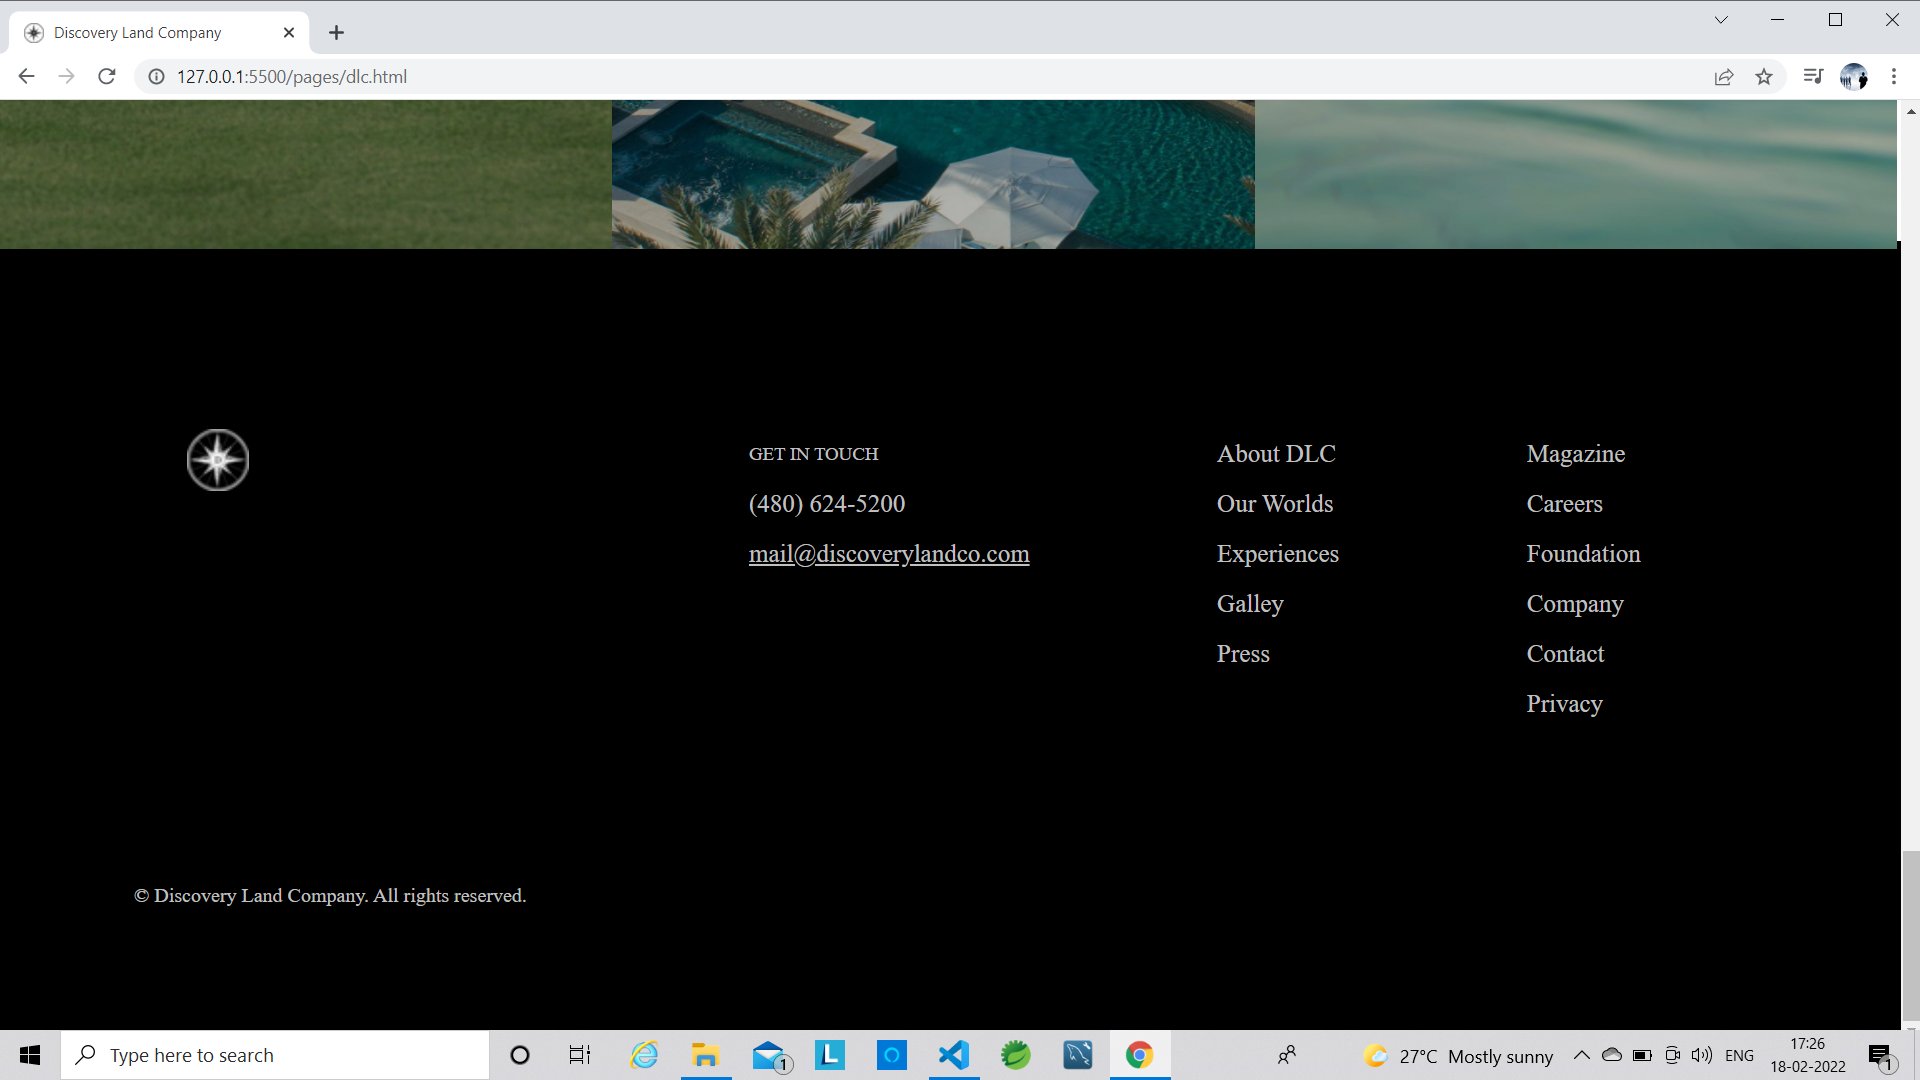 Discovery Land Company
127.0.0.1:5500/pages/dlc.html
GET IN TOUCH
(480) 624-5200
mail@discoverylandco.com
About DLC
Our Worlds
Experiences
Galley
Press
Magazine
Careers
Foundation
Company
Contact
Privacy
© Discovery Land Company. All rights reserved.
Type here to search
1
L
27°C Mostly sunny
ENG
17:26
18-02-2022
1